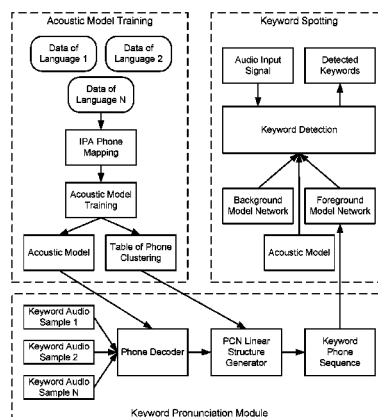 Acoustic Model Training
Data of
Language 1
Data of
Language 2
Data of
Language N
IPA Phone
Mapping
Acoustic Model
Training
Acoustic Model
Table of Phone
Clustering
Keyword Spotting
Audio Input
Signal
Detected
Keywords
Keyword Detection
Background
Model Network
Foreground
Model Network
Acoustic Model
Keyword Audio
Sample 1
Keyword Audio
Sample 2
Keyword Audio
Sample N
Phone Decoder
PCN Linear
Structure
Generator
Keyword
Phone
Sequence
Keyword Pronunciation Module